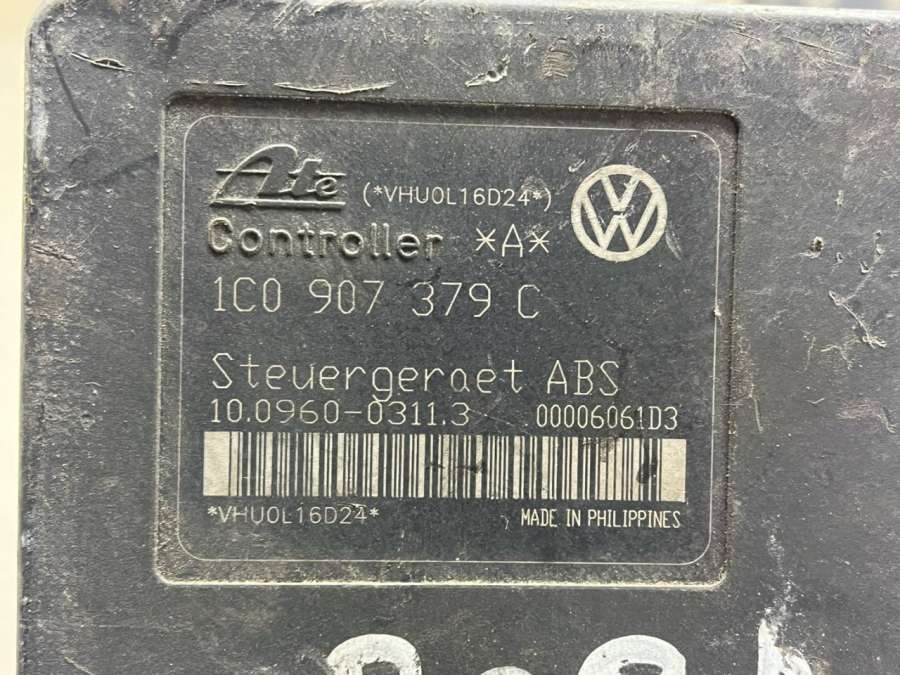 Ate (*VHU0L16D24*)
Controller *A*
1C0 907 379 C
Steuergeraet ABS
10.0960-0311.3 00006061D3
*VHU0L16D24*
MADE IN PHILIPPINES